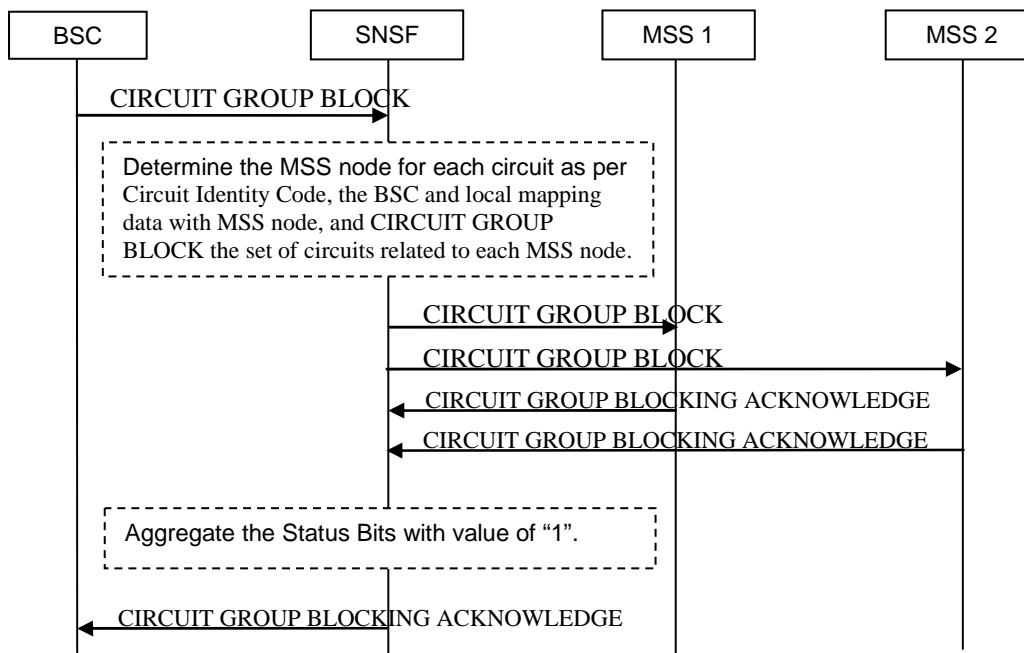 BSC
SNSF
MSS 1
MSS 2
CIRCUIT GROUP BLOCK
Determine the MSS node for each circuit as per
Circuit Identity Code, the BSC and local mapping
data with MSS node, and CIRCUIT GROUP
BLOCK the set of circuits related to each MSS node.
CIRCUIT GROUP BLOCK
CIRCUIT GROUP BLOCK
CIRCUIT GROUP BLOCKING ACKNOWLEDGE
CIRCUIT GROUP BLOCKING ACKNOWLEDGE
Aggregate the Status Bits with value of “1”.
CIRCUIT GROUP BLOCKING ACKNOWLEDGE